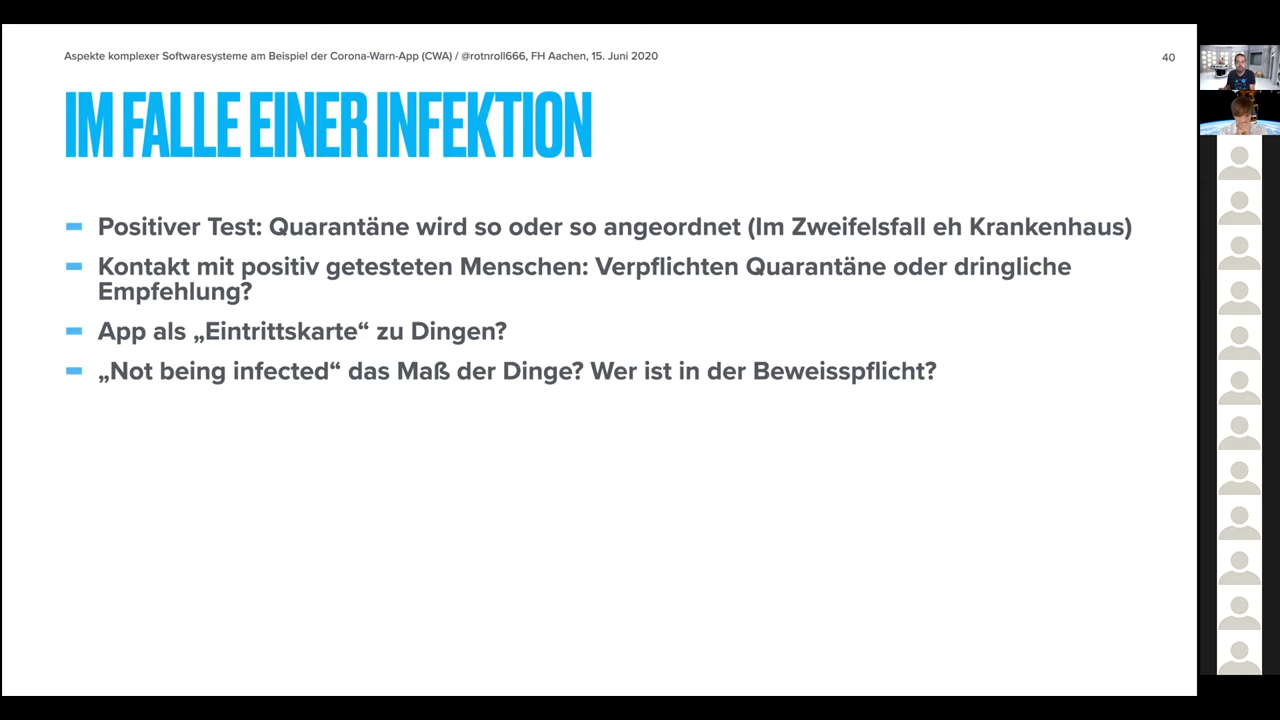 Aspekte komplexer Softwaresysteme am Beispiel der Corona-Warn-App (CWA) / @rotnroll666, FH Aachen, 15. Juni 2020
40
IM FALLE EINER INFEKTION
Positiver Test: Quarantäne wird so oder so angeordnet (Im Zweifelsfall eh Krankenhaus)
Kontakt mit positiv getesteten Menschen: Verpflichten Quarantäne oder dringliche
Empfehlung?
App als „Eintrittskarte“ zu Dingen?
„Not being infected“ das Maß der Dinge? Wer ist in der Beweisspflicht?